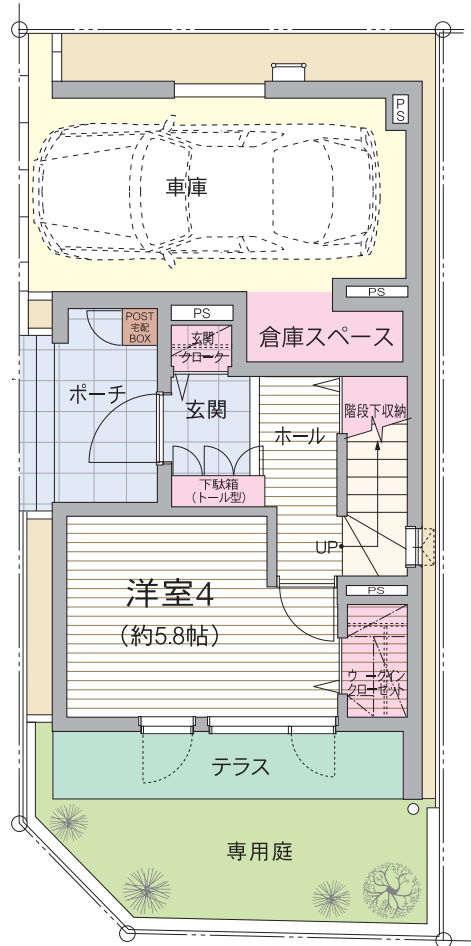 PS
車庫
PS
POST
宅配
BOX
PS
玄関
クローク
倉庫スペース
ポーチ
玄関
ホール
階段下収納
下駄箱
(トール型)
UP
洋室4
(約5.8帖)
PS
ウォークイン
クローゼット
テラス
専用庭